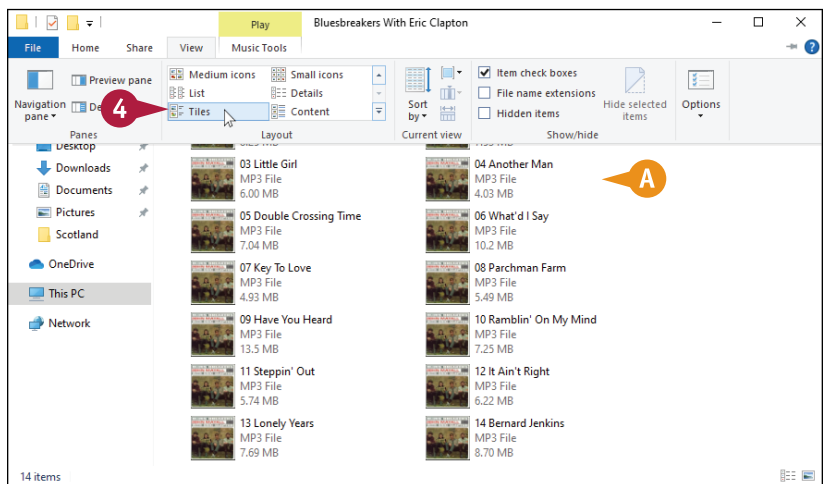 Play
Bluesbreakers With Eric Clapton
File Home Share View Music Tools
Navigation pane
Preview pane
De
4
Panes
Medium icons
Small icons
List
Details
Tiles
Content
Layout
Sort by
Current view
Item check boxes
File name extensions
Hidden items
Hide selected items
Show/hide
Options
Desktop
Downloads
Documents
Pictures
Scotland
OneDrive
This PC
Network
03 Little Girl
MP3 File
6.00 MB
04 Another Man
MP3 File
4.03 MB
A
05 Double Crossing Time
MP3 File
7.04 MB
06 What'd I Say
MP3 File
10.2 MB
07 Key To Love
MP3 File
4.93 MB
08 Parchman Farm
MP3 File
5.49 MB
09 Have You Heard
MP3 File
13.5 MB
10 Ramblin' On My Mind
MP3 File
7.25 MB
11 Steppin' Out
MP3 File
5.74 MB
12 It Ain't Right
MP3 File
6.22 MB
13 Lonely Years
MP3 File
7.69 MB
14 Bernard Jenkins
MP3 File
8.70 MB
14 items